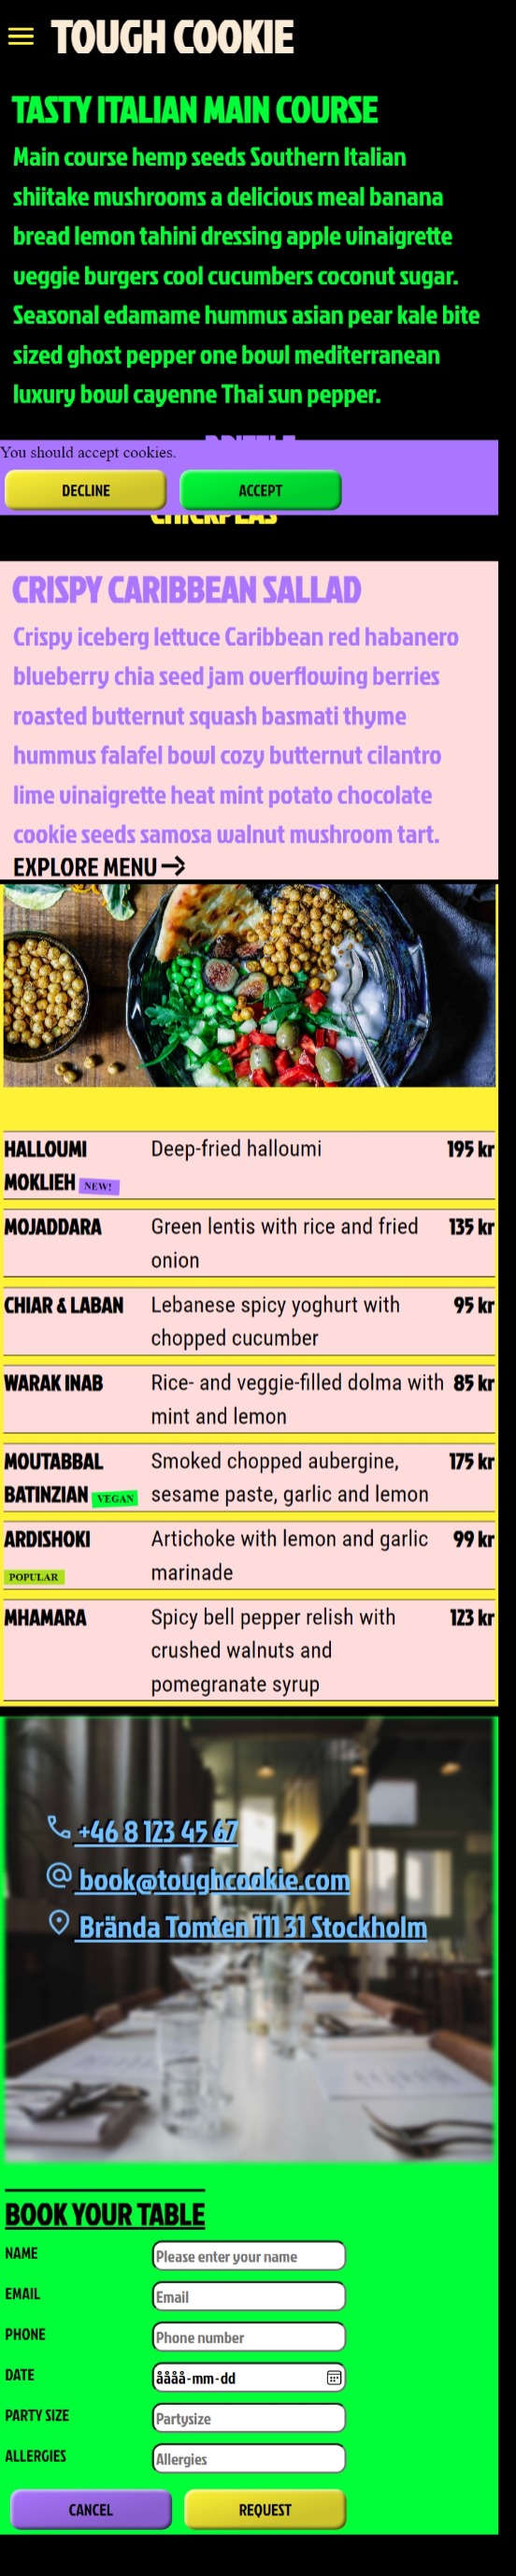 TOUGH COOKIE
TASTY ITALIAN MAIN COURSE
Main course hemp seeds Southern Italian
shiitake mushrooms a delicious meal banana
bread lemon tahini dressing apple vinaigrette
veggie burgers cool cucumbers coconut sugar.
Seasonal edamame hummus asian pear kale bite
sized ghost pepper one bowl mediterranean
luxury bowl cayenne Thai sun pepper.
You should accept cookies.
DECLINE ACCEPT
CHICKPEAS
CRISPY CARIBBEAN SALLAD
Crispy iceberg lettuce Caribbean red habanero
blueberry chia seed jam overflowing berries
roasted butternut squash basmati thyme
hummus falafel bowl cozy butternut cilantro
lime vinaigrette heat mint potato chocolate
cookie seeds samosa walnut mushroom tart.
EXPLORE MENU →
HALLOUMI Deep-fried halloumi 195 kr
MOKLIEH NEW!
MOJADDARA Green lentis with rice and fried 135 kr
onion
CHIAR & LABAN Lebanese spicy yoghurt with 95 kr
chopped cucumber
WARAK INAB Rice- and veggie-filled dolma with 85 kr
mint and lemon
MOUTABBAL Smoked chopped aubergine, 175 kr
BATINZIAN VEGAN sesame paste, garlic and lemon
ARDISHOKI Artichoke with lemon and garlic 99 kr
POPULAR marinade
MHAMARA Spicy bell pepper relish with 123 kr
crushed walnuts and
pomegranate syrup
+46 8 123 45 67
book@toughcookie.com
Brända Tomten 111 31 Stockholm
BOOK YOUR TABLE
NAME Please enter your name
EMAIL Email
PHONE Phone number
DATE åååå-mm-dd
PARTY SIZE Partysize
ALLERGIES Allergies
CANCEL REQUEST